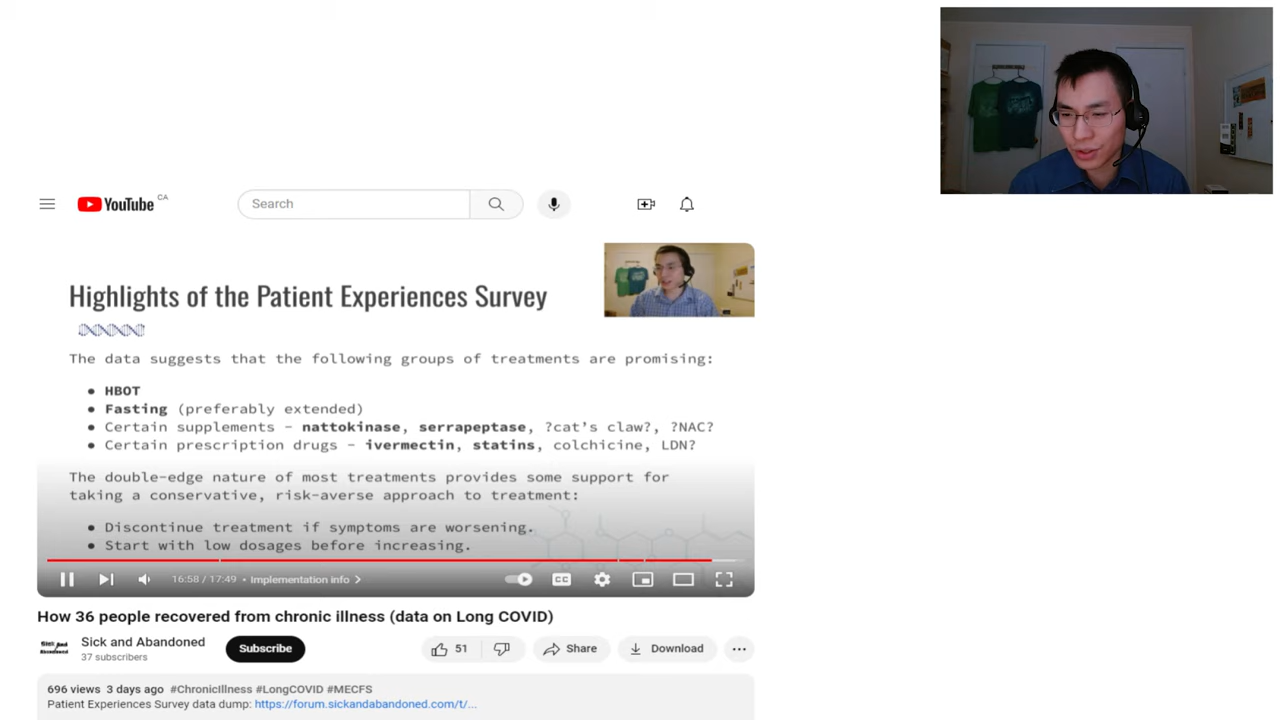 YouTube CA
Search
Highlights of the Patient Experiences Survey
The data suggests that the following groups of treatments are promising:
● HBOT
● Fasting (preferably extended)
● Certain supplements - nattokinase, serrapeptase, ?cat's claw?, ?NAC?
● Certain prescription drugs - ivermectin, statins, colchicine, LDN?
The double-edge nature of most treatments provides some support for
taking a conservative, risk-averse approach to treatment:
● Discontinue treatment if symptoms are worsening.
● Start with low dosages before increasing.
16:58 / 17:49 • Implementation info >
CC
How 36 people recovered from chronic illness (data on Long COVID)
Sick And Abandoned
Sick and Abandoned
37 subscribers
Subscribe
51
Share
Download
696 views 3 days ago #ChronicIllness #LongCOVID #MECFS
Patient Experiences Survey data dump: https://forum.sickandabandoned.com/t/...